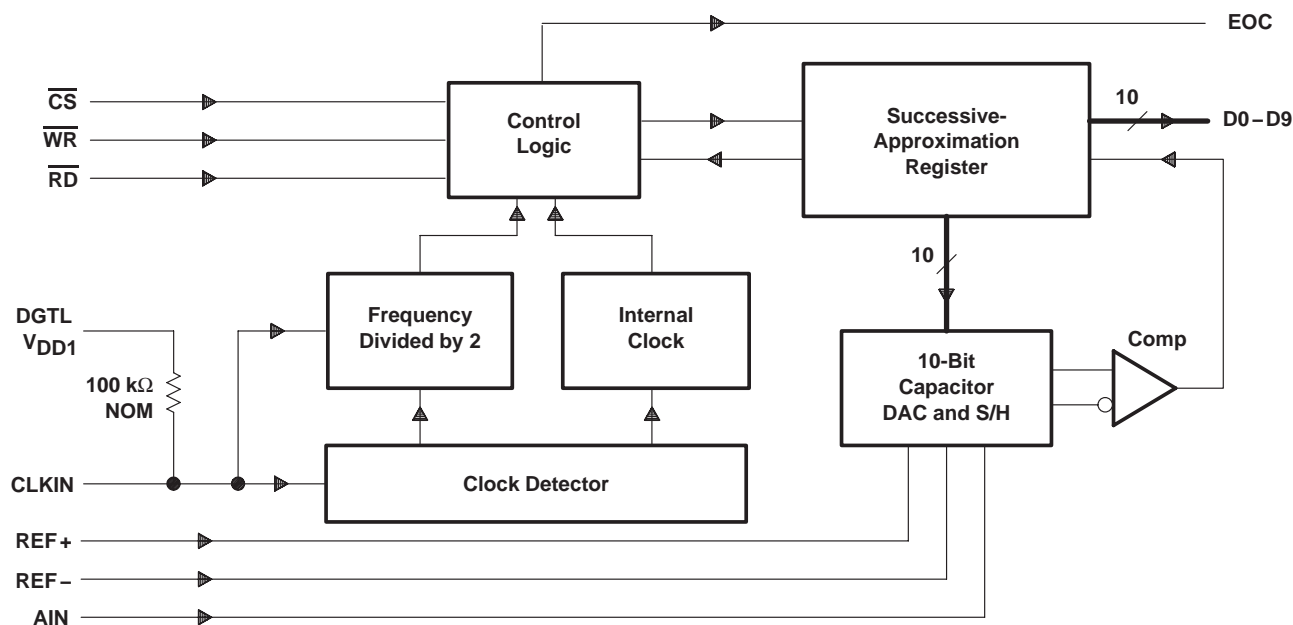 EOC
CS
WR
RD
Control
Logic
Successive-
Approximation
Register
10
D0–D9
10
DGTL
VDD1
100 kΩ
NOM
Frequency
Divided by 2
Internal
Clock
10-Bit
Capacitor
DAC and S/H
Comp
CLKIN
Clock Detector
REF+
REF–
AIN